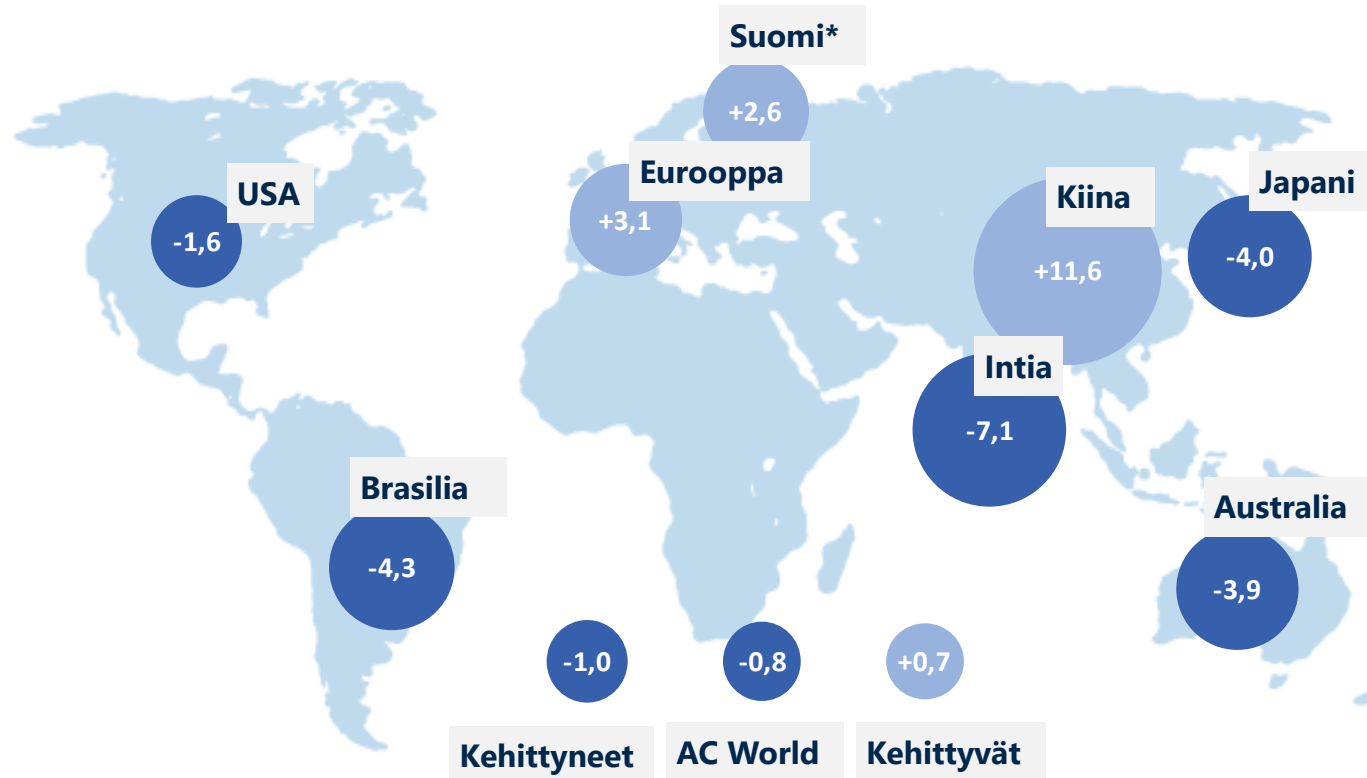 Suomi*
+2,6
Eurooppa
+3,1
USA
-1,6
Kiina
+11,6
Japani
-4,0
Intia
-7,1
Brasilia
-4,3
Australia
-3,9
-1,0
Kehittyneet
-0,8
AC World
+0,7
Kehittyvät